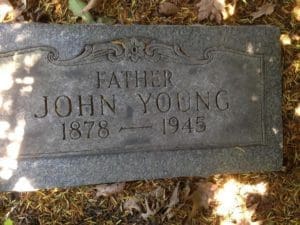 FATHER
JOHN YOUNG
1878 — 1945